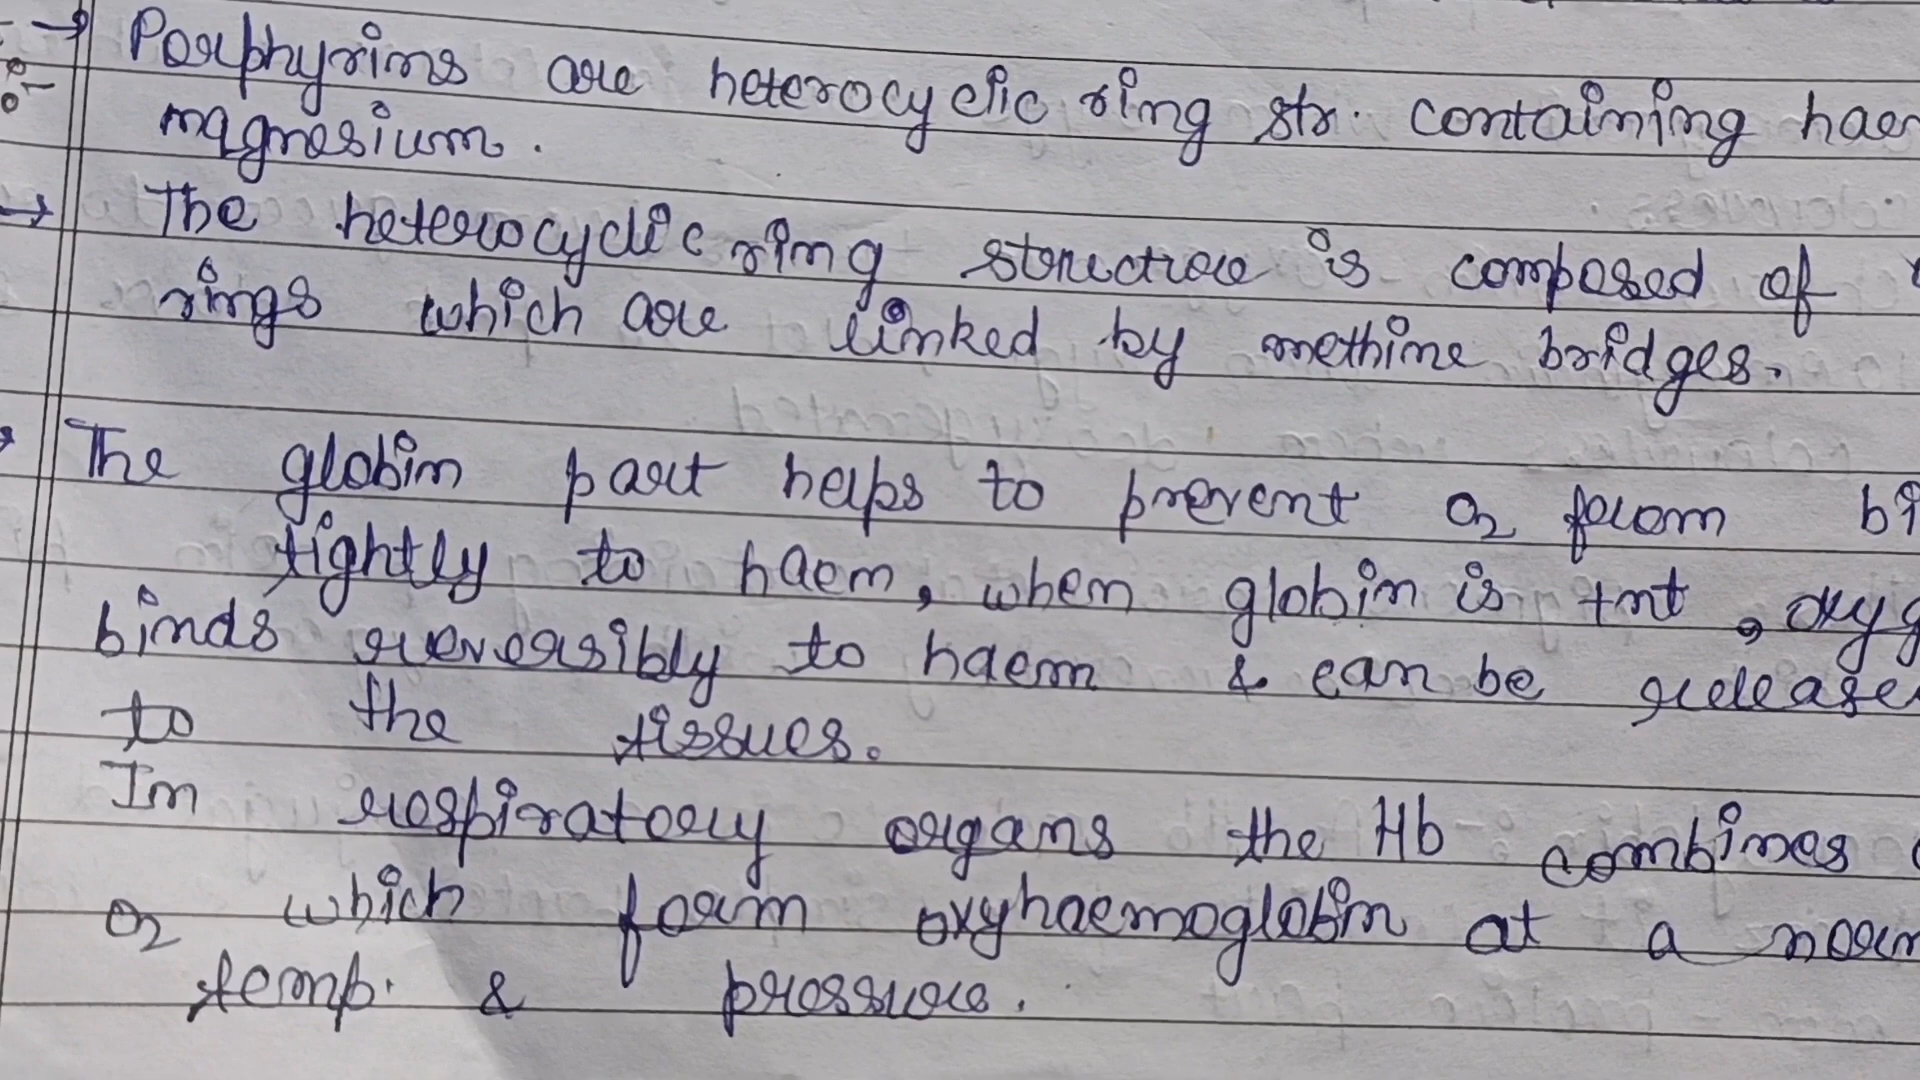 → Porphyrins are heterocyclic ring str. containing
magnesium.
→ The heterocyclic ring structure is composed of
rings which are linked by methine bridges.
The globin part helps to prevent O2 from
tightly to haem, when globin is +nt,
binds reversibly to haem & can be release
to the tissues.
In respiratory organs the Hb combines
O2 which form oxyhaemoglobin at a
temp. & pressure.